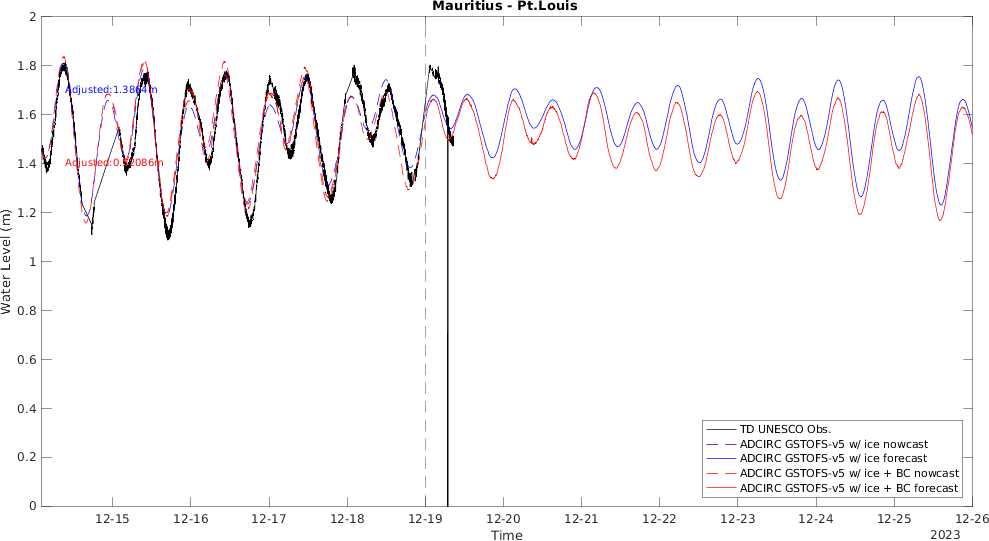 Mauritius - Pt.Louis
2
1.8
1.6
1.4
1.2
1
0.8
0.6
0.4
0.2
0
Water Level (m)
Adjusted:1.3864m
Adjusted:0.52086m
TD UNESCO Obs.
ADCIRC GSTOFS-v5 w/ ice nowcast
ADCIRC GSTOFS-v5 w/ ice forecast
ADCIRC GSTOFS-v5 w/ ice + BC nowcast
ADCIRC GSTOFS-v5 w/ ice + BC forecast
12-15 12-16 12-17 12-18 12-19 12-20 12-21 12-22 12-23 12-24 12-25 12-26
Time
2023